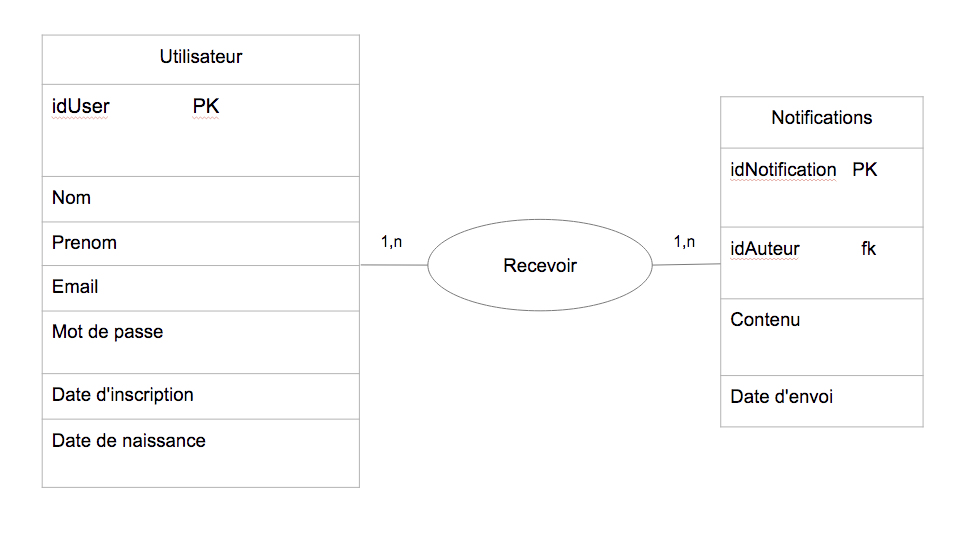 Utilisateur
idUser PK
Nom
Prenom
Email
Mot de passe
Date d'inscription
Date de naissance
1,n
Recevoir
1,n
Notifications
idNotification PK
idAuteur fk
Contenu
Date d'envoi